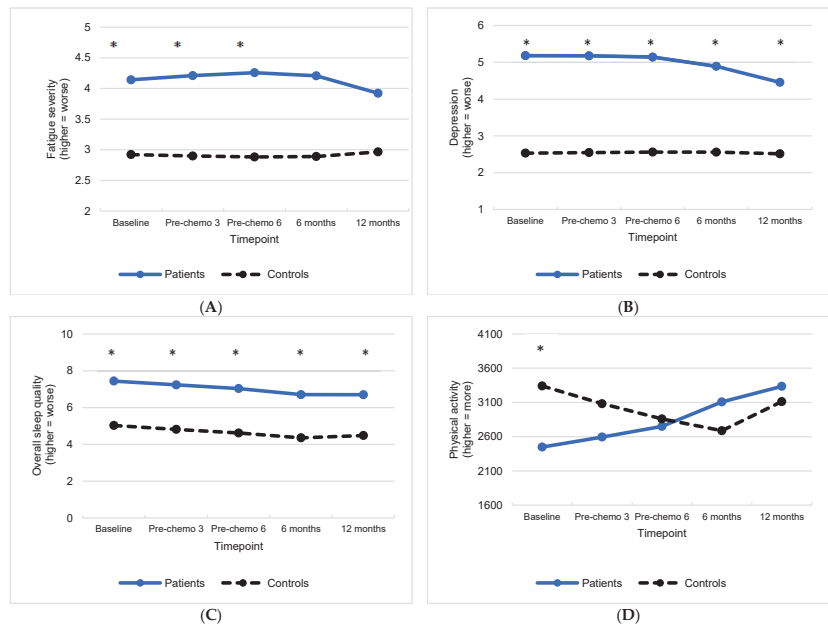 5
4.5
4
3.5
3
2.5
2
Fatigue severity
(higher = worse)
* * *
Baseline Pre-chemo 3 Pre-chemo 6 6 months 12 months
Timepoint
Patients Controls
(A)
6
5
4
3
2
1
Depression
(higher = worse)
* * * * *
Baseline Pre-chemo 3 Pre-chemo 6 6 months 12 months
Timepoint
Patients Controls
(B)
10
8
6
4
2
0
Overall sleep quality
(higher = worse)
* * * * *
Baseline Pre-chemo 3 Pre-chemo 6 6 months 12 months
Timepoint
Patients Controls
(C)
4100
3600
3100
2600
2100
1600
Physical activity
(higher = more)
*
Baseline Pre-chemo 3 Pre-chemo 6 6 months 12 months
Timepoint
Patients Controls
(D)